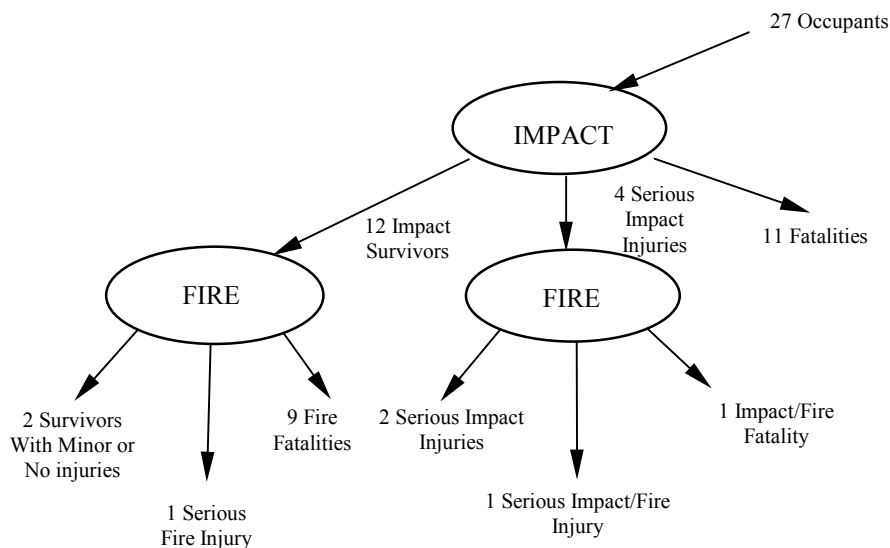 27 Occupants
IMPACT
12 Impact
Survivors
4 Serious
Impact
Injuries
11 Fatalities
FIRE
FIRE
2 Survivors
With Minor or
No injuries
1 Serious
Fire Injury
9 Fire
Fatalities
2 Serious Impact
Injuries
1 Serious Impact/Fire
Injury
1 Impact/Fire
Fatality